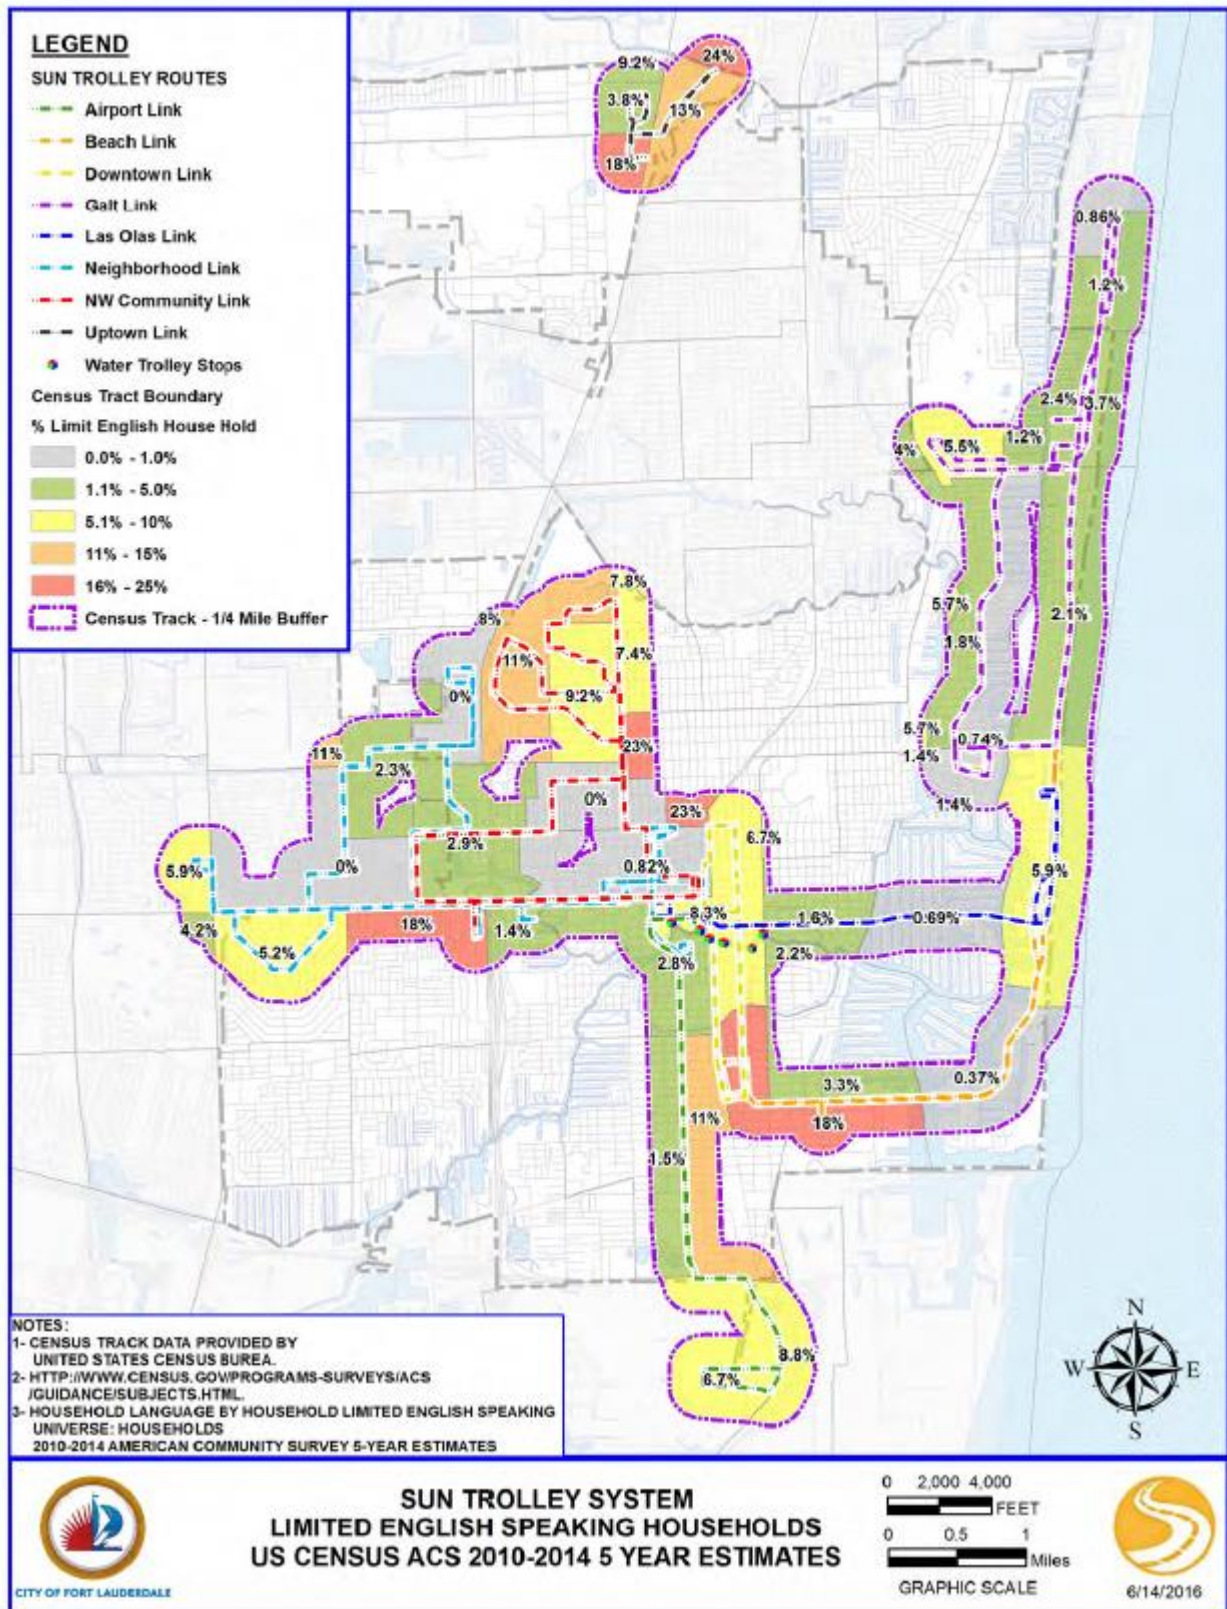 LEGEND
SUN TROLLEY ROUTES
Airport Link
Beach Link
Downtown Link
Galt Link
Las Olas Link
Neighborhood Link
NW Community Link
Uptown Link
Water Trolley Stops
Census Tract Boundary
% Limit English House Hold
0.0% - 1.0%
1.1% - 5.0%
5.1% - 10%
11% - 15%
16% - 25%
Census Track - 1/4 Mile Buffer
24%
9.2%
3.8%
13%
18%
0.86%
1.2%
2.4%
3.7%
1.2%
5.5%
4%
7.8%
5.7%
8%
2.1%
1.8%
7.4%
11%
0%
9.2%
5.7%
0.74%
23%
11%
1.4%
2.3%
0%
1.4%
23%
6.7%
2.9%
0.82%
0%
5.9%
5.9%
8.3%
1.6%
0.69%
4.2%
18%
1.4%
5.2%
2.2%
2.8%
0.37%
3.3%
11%
18%
1.5%
8.8%
6.7%
N
W
E
S
NOTES:
1- CENSUS TRACK DATA PROVIDED BY
UNITED STATES CENSUS BUREA.
2- HTTP://WWW.CENSUS.GOV/PROGRAMS-SURVEYS/ACS
/GUIDANCE/SUBJECTS.HTML.
3- HOUSEHOLD LANGUAGE BY HOUSEHOLD LIMITED ENGLISH SPEAKING
UNIVERSE: HOUSEHOLDS
2010-2014 AMERICAN COMMUNITY SURVEY 5-YEAR ESTIMATES
CITY OF FORT LAUDERDALE
SUN TROLLEY SYSTEM
LIMITED ENGLISH SPEAKING HOUSEHOLDS
US CENSUS ACS 2010-2014 5 YEAR ESTIMATES
0 2,000 4,000
FEET
0 0.5 1
Miles
GRAPHIC SCALE
6/14/2016